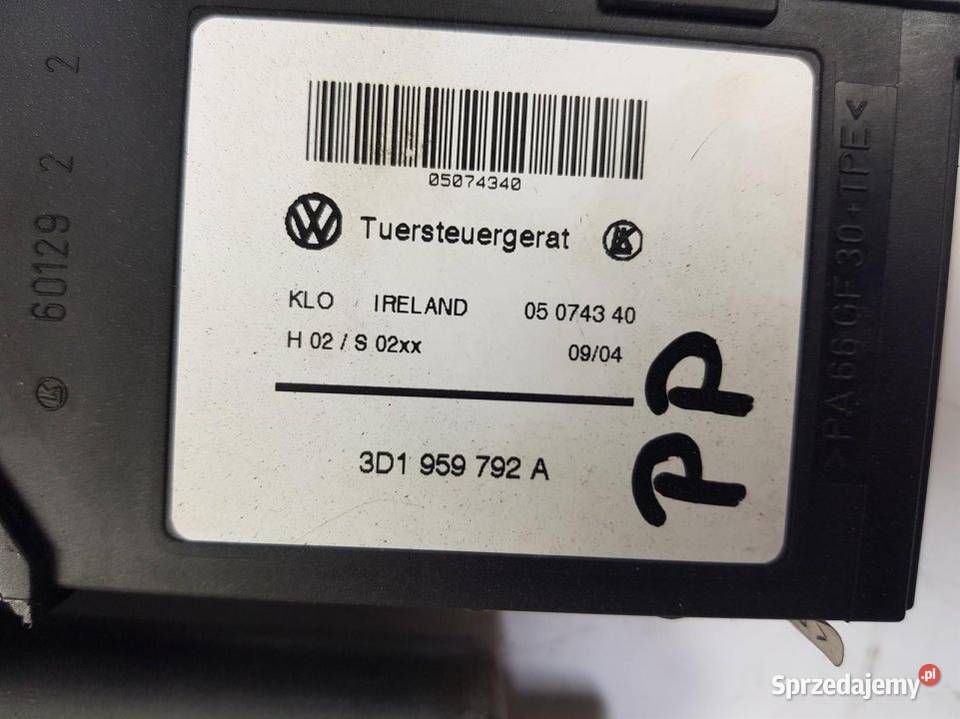 05074340
Tuersteuergerat
KLO IRELAND 05 0743 40
H 02 / S 02xx 09/04
3D1 959 792 A
PP
60129 2 2
>PA66GF30+TPE<
Sprzedajemy.pl